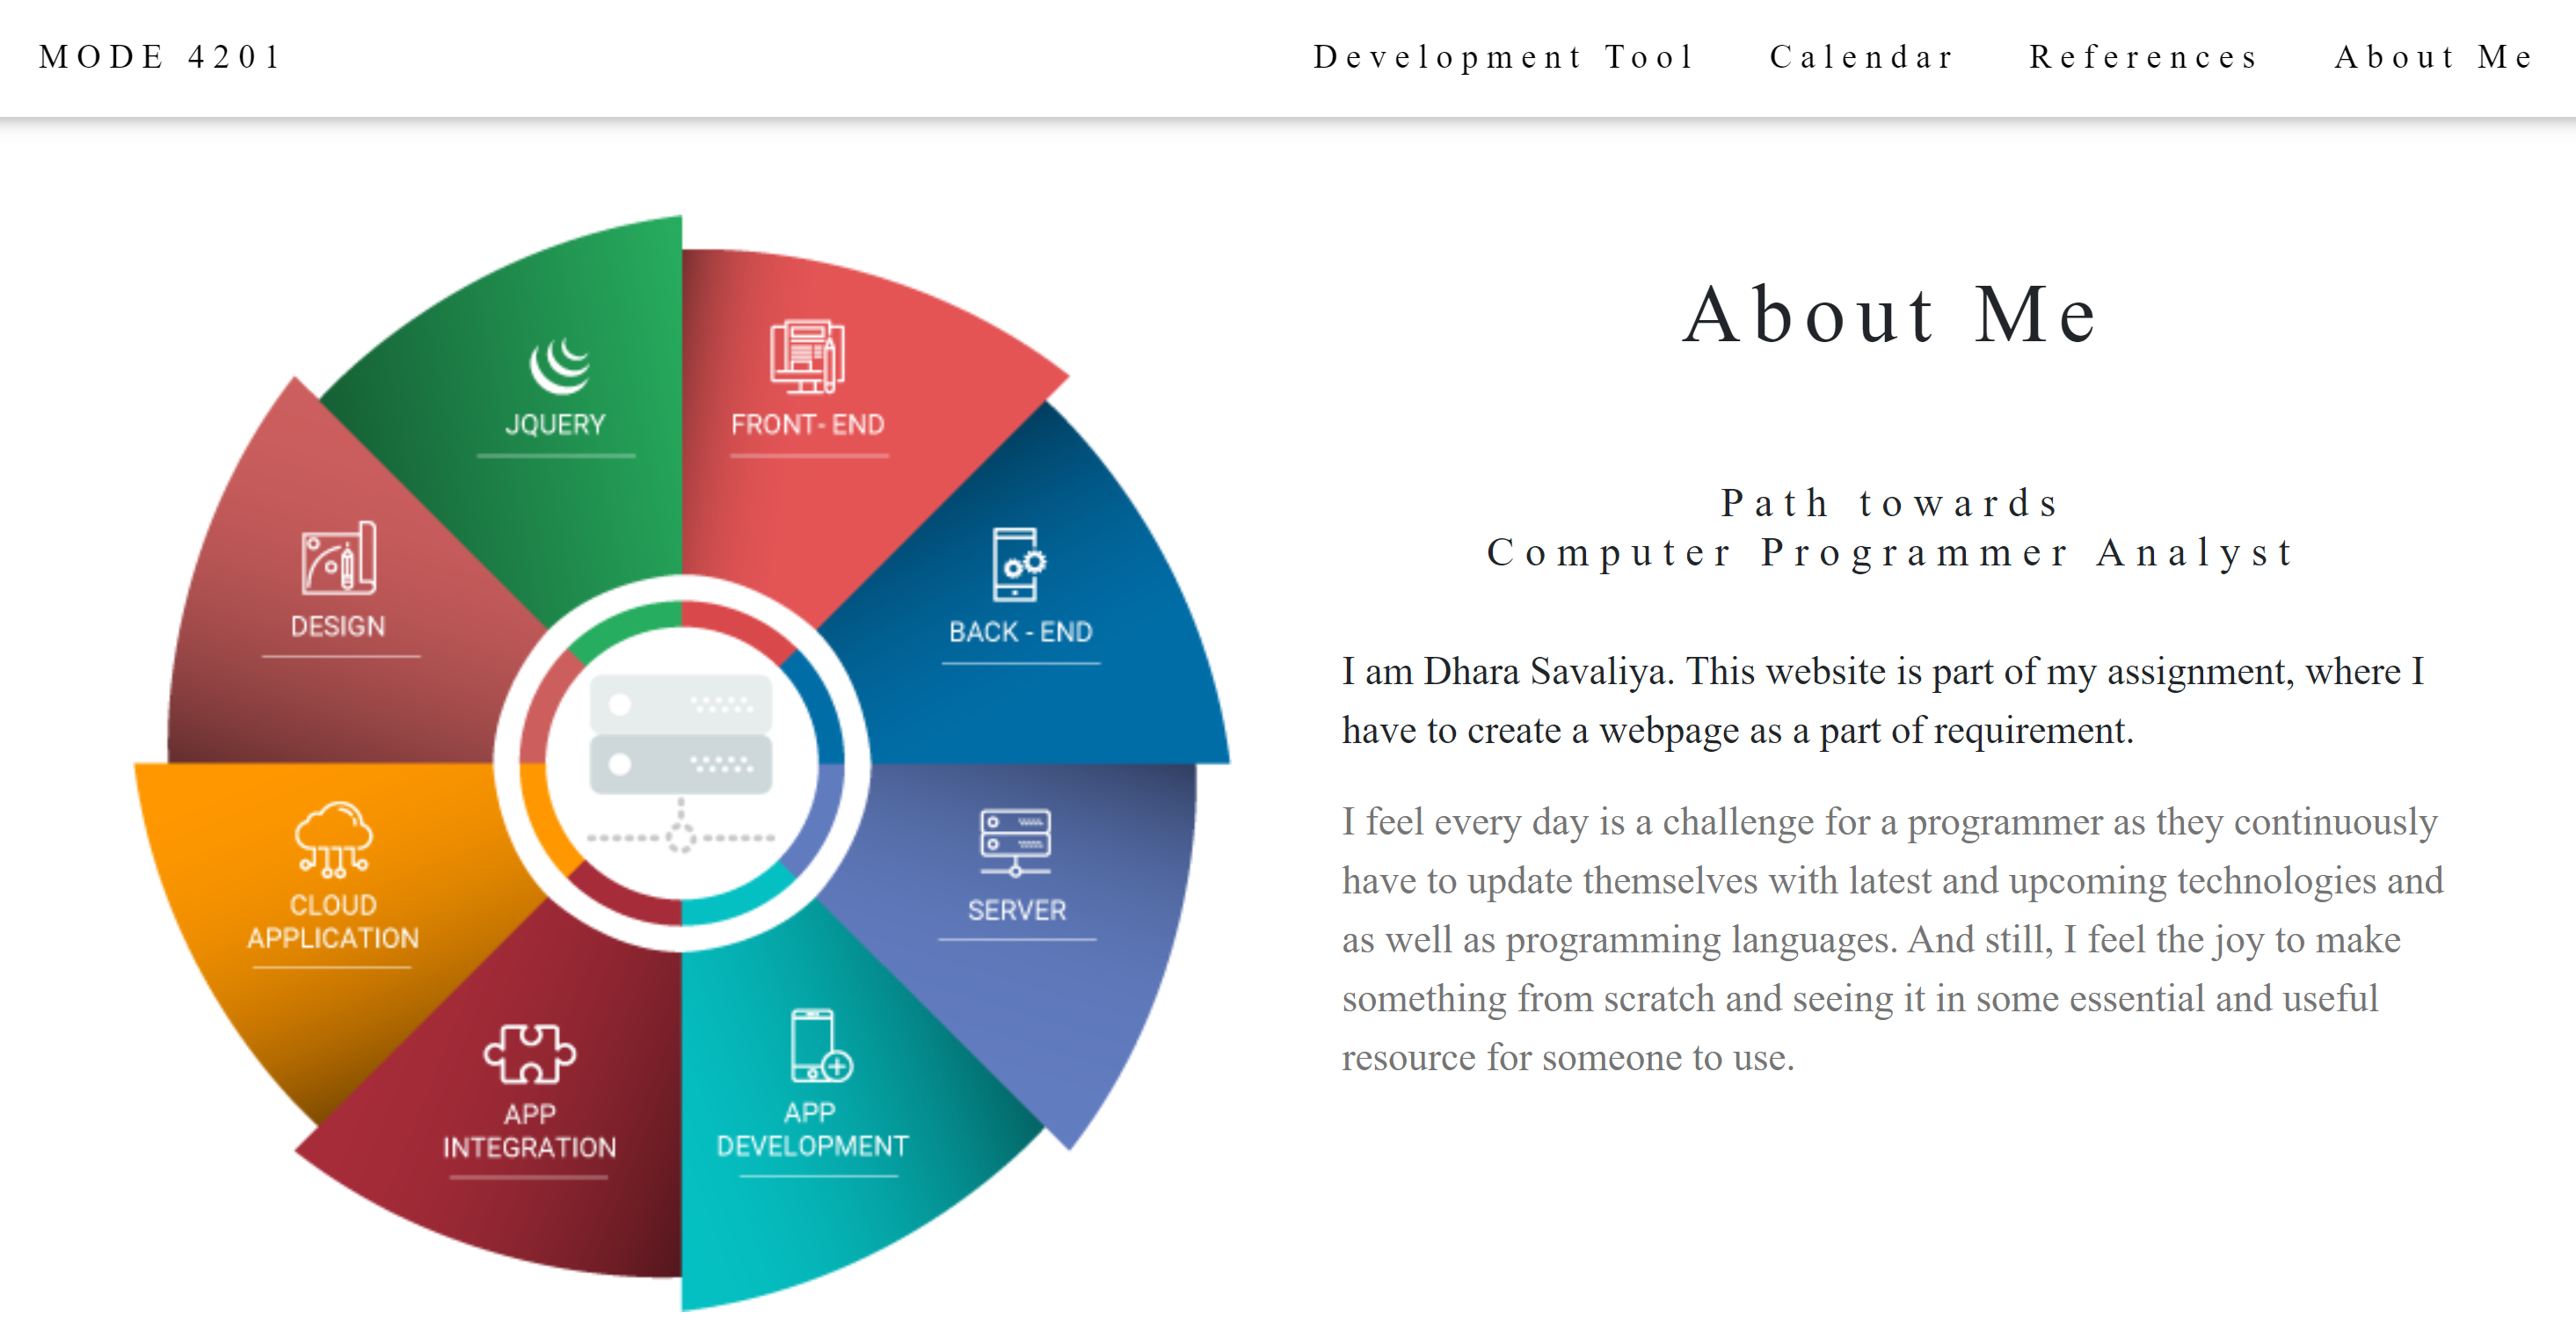 MODE 4201
Development Tool
Calendar
References
About Me
JQUERY
FRONT- END
BACK - END
DESIGN
SERVER
CLOUD
APPLICATION
APP
INTEGRATION
APP
DEVELOPMENT
About Me
Path towards
Computer Programmer Analyst
I am Dhara Savaliya. This website is part of my assignment, where I
have to create a webpage as a part of requirement.
I feel every day is a challenge for a programmer as they continuously
have to update themselves with latest and upcoming technologies and
as well as programming languages. And still, I feel the joy to make
something from scratch and seeing it in some essential and useful
resource for someone to use.